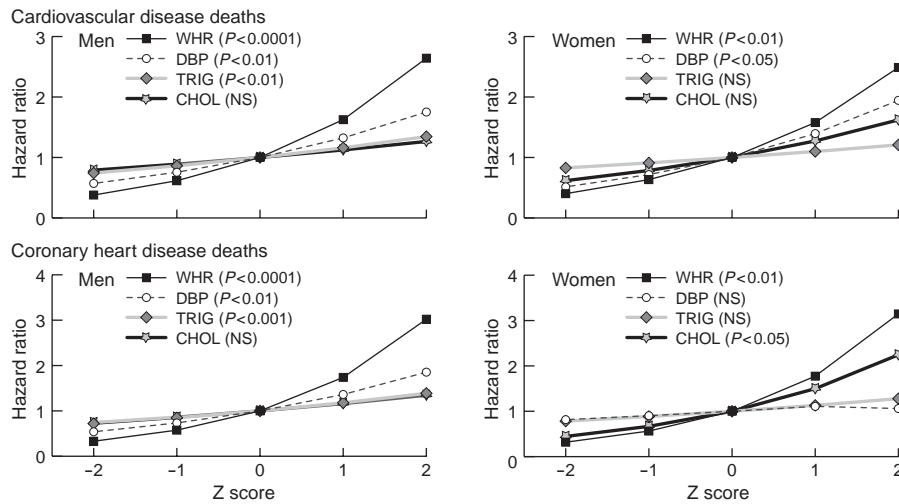 Cardiovascular disease deaths
Men
WHR (P<0.0001)
DBP (P<0.01)
TRIG (P<0.01)
CHOL (NS)
Hazard ratio
3
2
1
0
Women
WHR (P<0.01)
DBP (P<0.05)
TRIG (NS)
CHOL (NS)
Hazard ratio
3
2
1
0
Coronary heart disease deaths
Men
WHR (P<0.0001)
DBP (P<0.01)
TRIG (P<0.001)
CHOL (NS)
Hazard ratio
4
3
2
1
0
−2 −1 0 1 2
Z score
Women
WHR (P<0.01)
DBP (NS)
TRIG (NS)
CHOL (P<0.05)
Hazard ratio
4
3
2
1
0
−2 −1 0 1 2
Z score